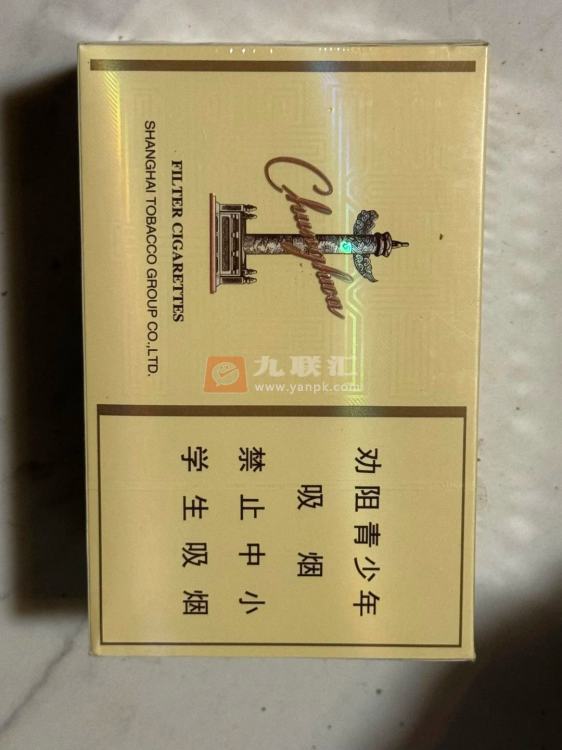 Chunghwa
FILTER CIGARETTES
SHANGHAI TOBACCO GROUP CO.,LTD.
九联汇
www.yanpk.com
劝阻青少年
吸烟
禁止中小
学生吸烟